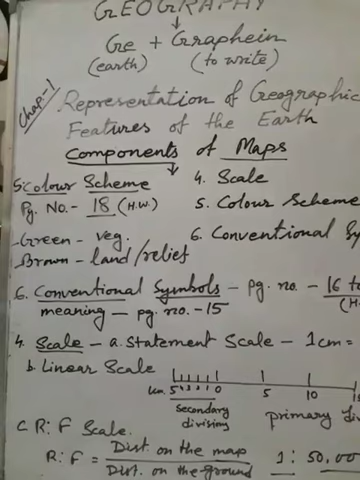 GEOGRAPHY
Ge + Graphein
(earth) (to write)
Chap-1
Representation of Geographic
Features of the Earth
Components of Maps
5. Colour Scheme 4. Scale
Pg. No. - 18 (H.W.) 5. Colour Scheme
Green - veg. 6. Conventional Sy
Brown - land/relief
6. Conventional Symbols - pg. no. - 16 to
meaning - pg. no. - 15 (H.
4. Scale - a. Statement Scale - 1cm =
b. Linear Scale
km 5 0 5 10 15
secondary primary di
divising
C. R:F Scale.
R:F = Dist. on the map 1: 50,00
Dist. on the ground